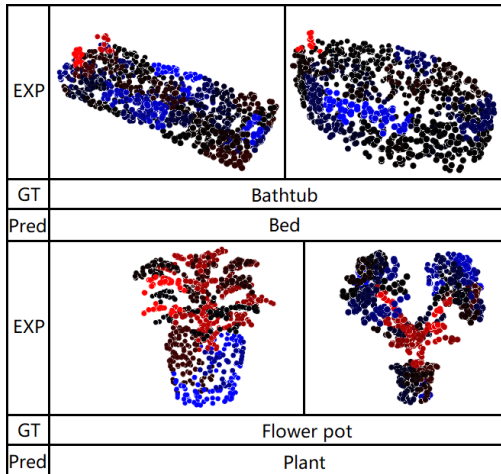 EXP
GT Bathtub
Pred Bed
EXP
GT Flower pot
Pred Plant